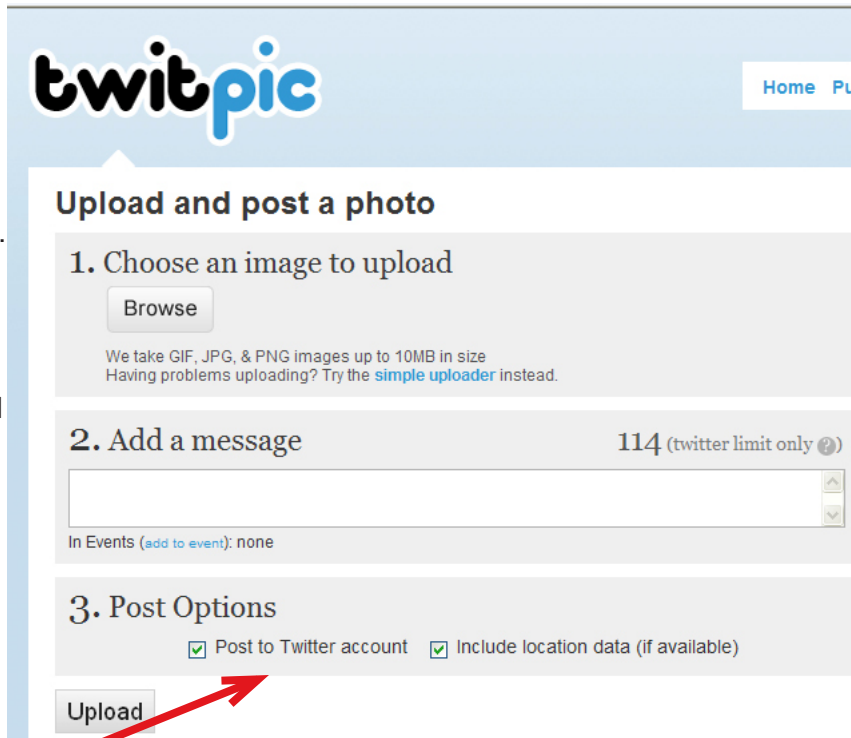 twitpic
Home Pu
Upload and post a photo
1. Choose an image to upload
Browse
We take GIF, JPG, & PNG images up to 10MB in size
Having problems uploading? Try the simple uploader instead.
2. Add a message 114 (twitter limit only ?)
In Events (add to event): none
3. Post Options
Post to Twitter account Include location data (if available)
Upload